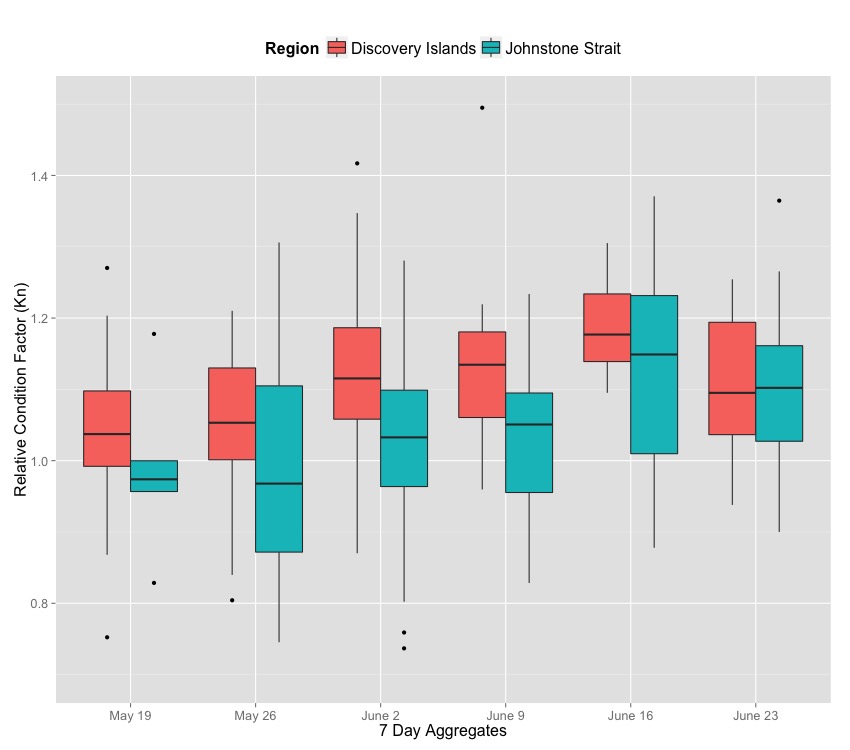 Region Discovery Islands Johnstone Strait
Relative Condition Factor (Kn)
1.4
1.2
1.0
0.8
May 19 May 26 June 2 June 9 June 16 June 23
7 Day Aggregates